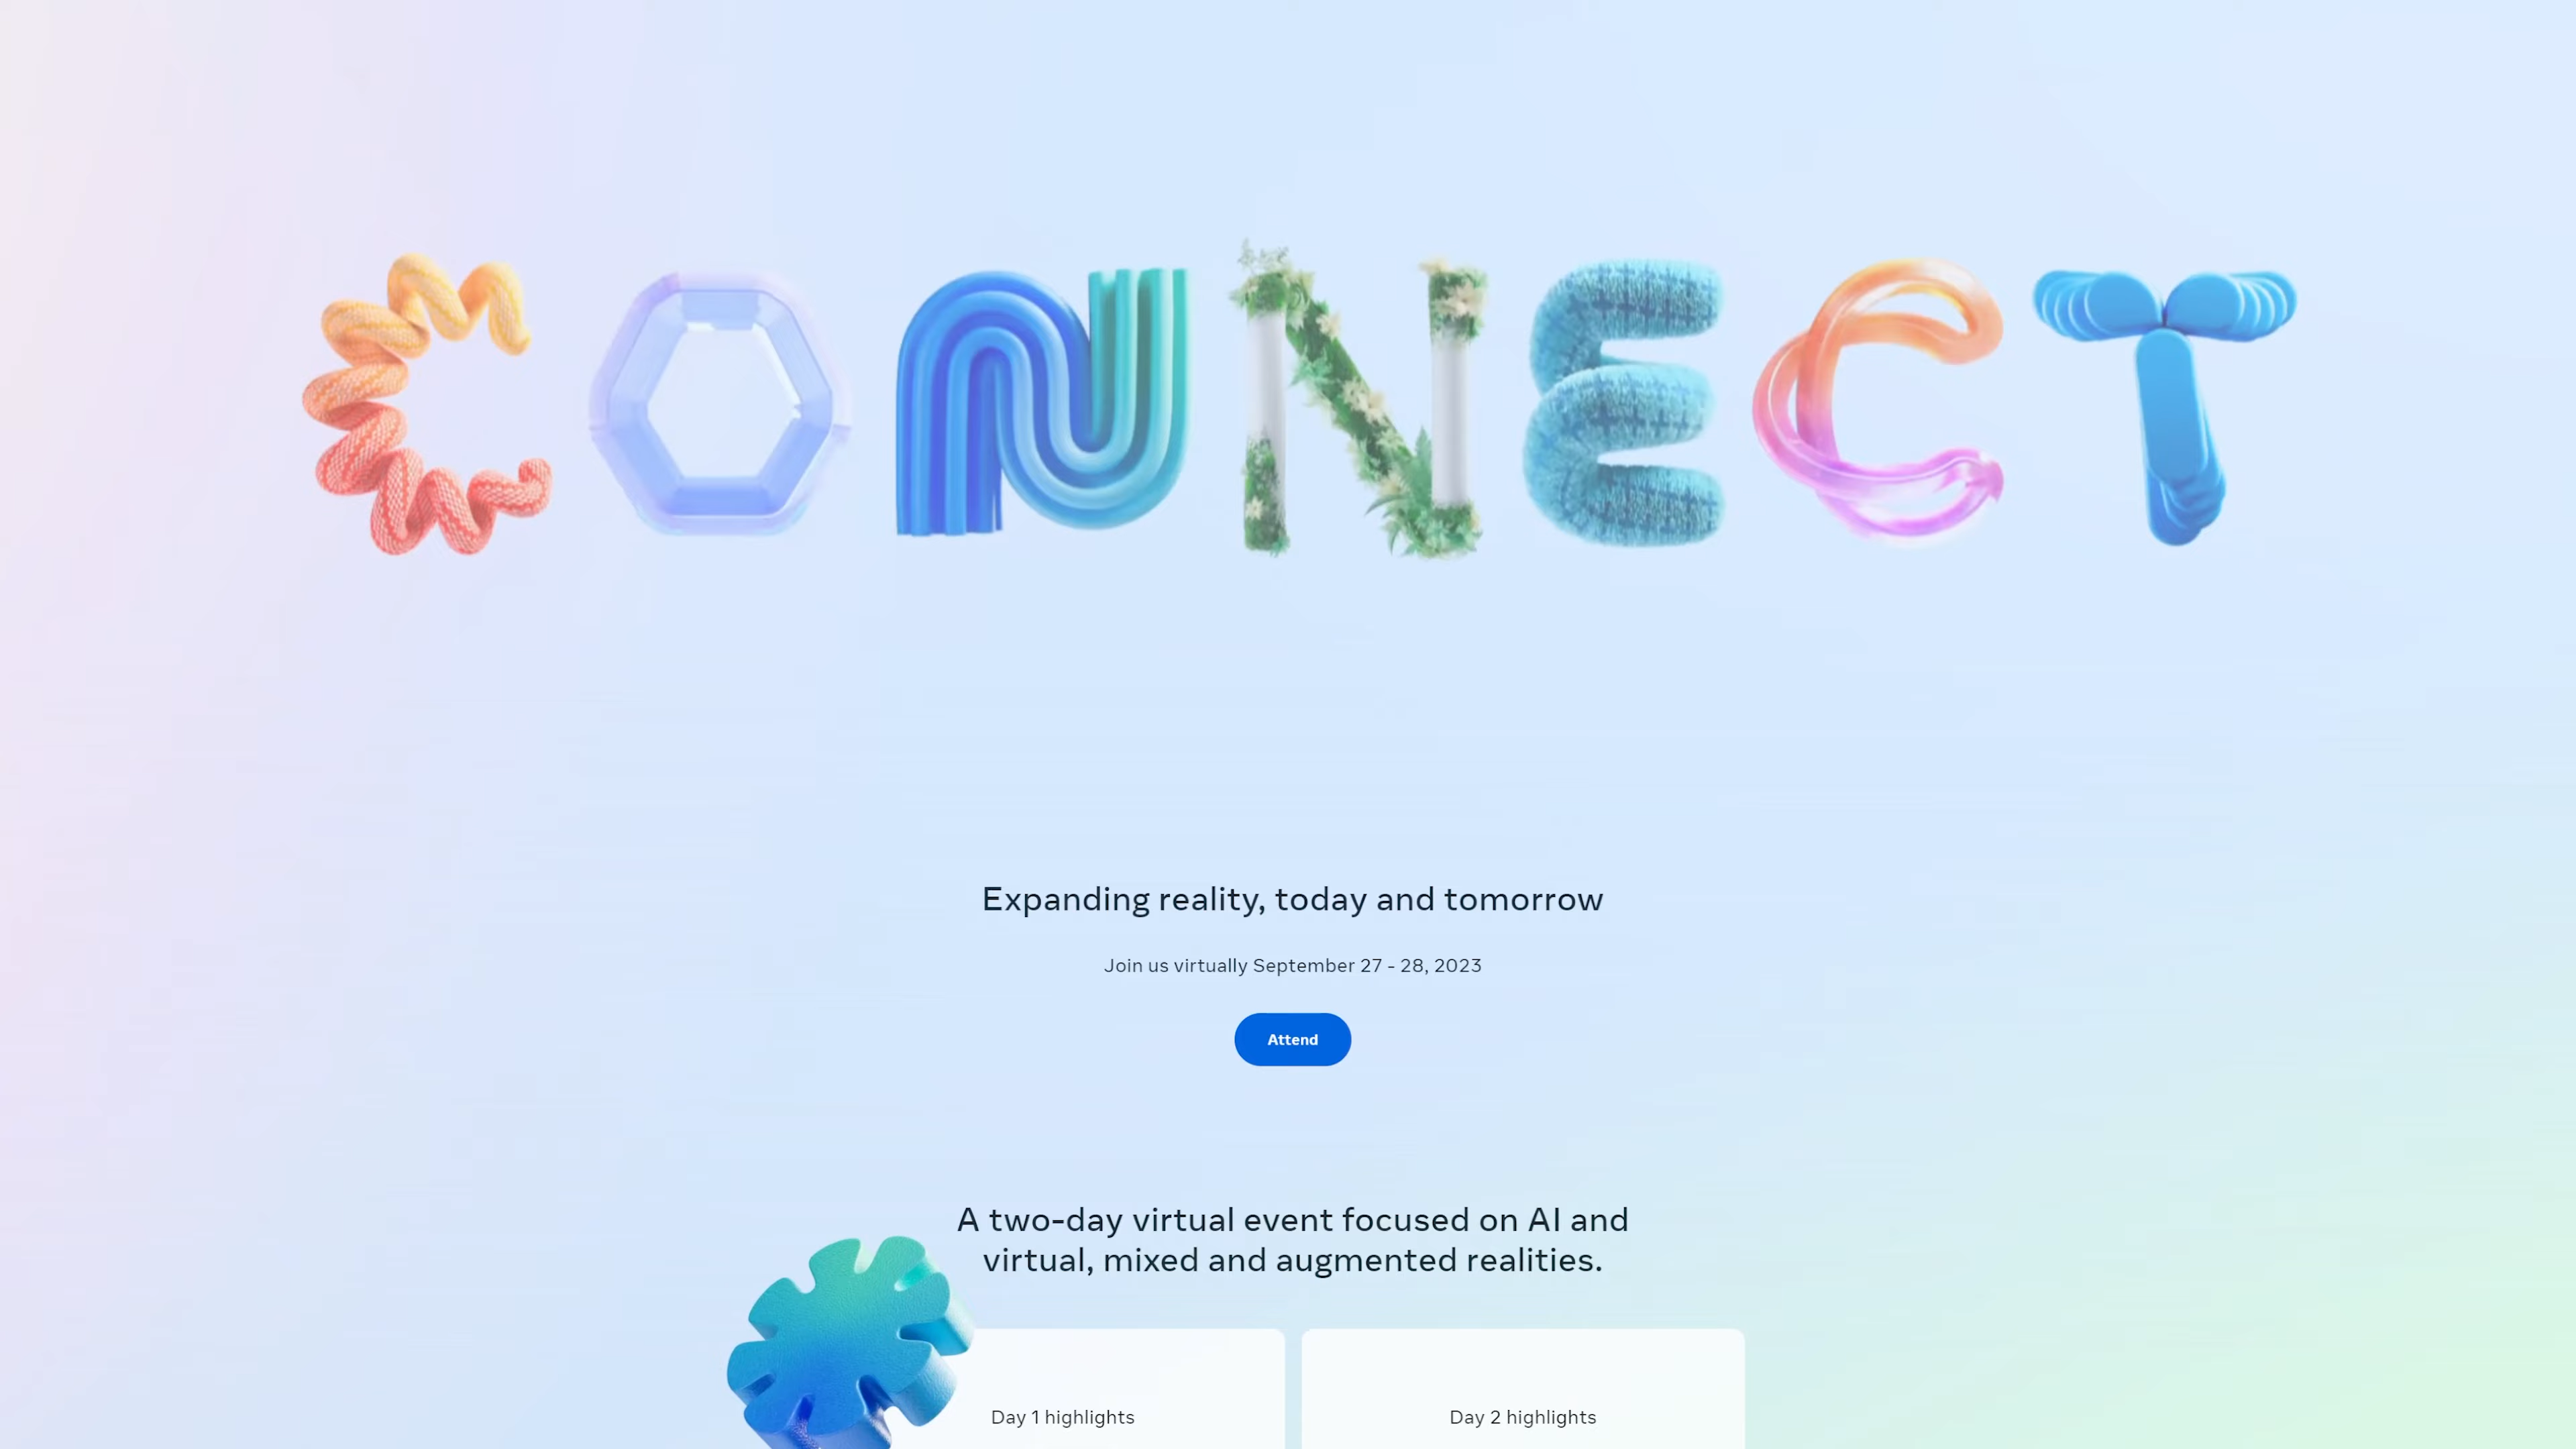 CONNECT
Expanding reality, today and tomorrow
Join us virtually September 27 - 28, 2023
Attend
A two-day virtual event focused on AI and
virtual, mixed and augmented realities.
Day 1 highlights
Day 2 highlights